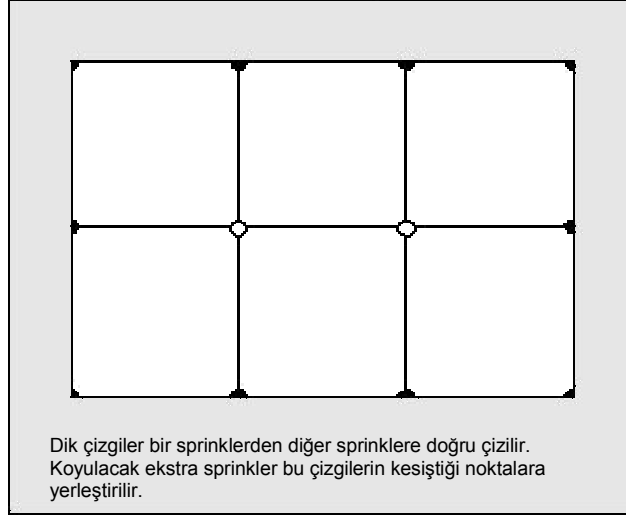 Dik çizgiler bir sprinklerden diğer sprinklere doğru çizilir.
Koyulacak ekstra sprinkler bu çizgilerin kesiştiği noktalara
yerleştirilir.